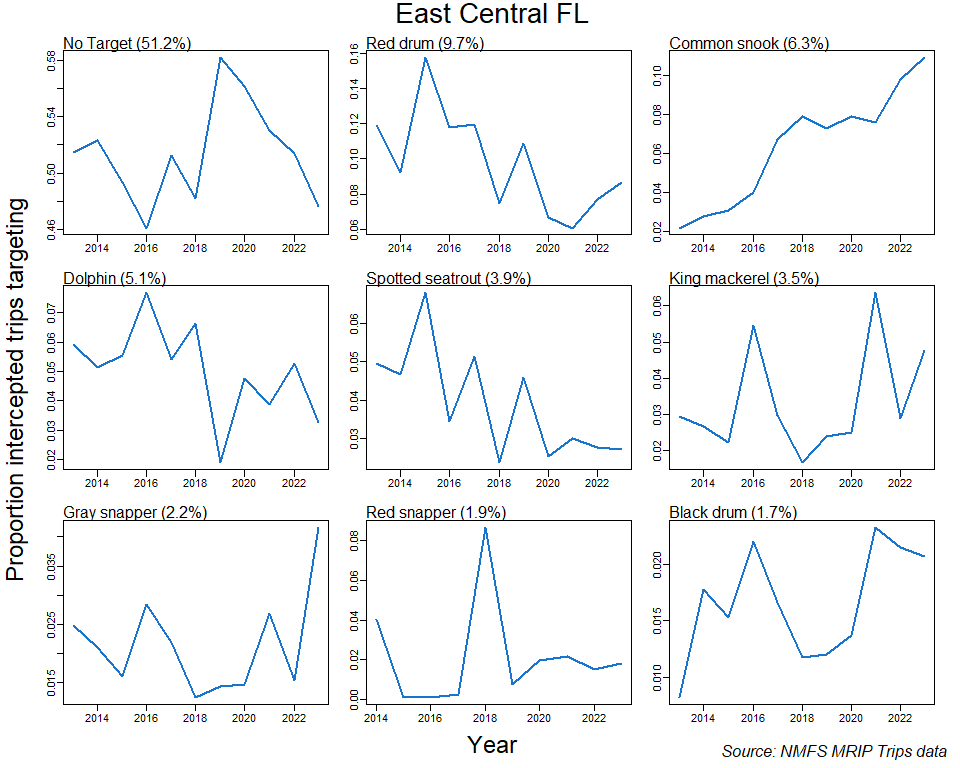 East Central FL
No Target (51.2%)
Red drum (9.7%)
Common snook (6.3%)
0.58
0.54
0.50
0.46
0.16
0.14
0.12
0.10
0.08
0.06
0.10
0.08
0.06
0.04
0.02
2014 2016 2018 2020 2022
2014 2016 2018 2020 2022
2014 2016 2018 2020 2022
Dolphin (5.1%)
Spotted seatrout (3.9%)
King mackerel (3.5%)
0.07
0.06
0.05
0.04
0.03
0.02
0.06
0.05
0.04
0.03
0.06
0.05
0.04
0.03
0.02
2014 2016 2018 2020 2022
2014 2016 2018 2020 2022
2014 2016 2018 2020 2022
Gray snapper (2.2%)
Red snapper (1.9%)
Black drum (1.7%)
0.035
0.025
0.015
0.08
0.06
0.04
0.02
0.00
0.020
0.015
0.010
2014 2016 2018 2020 2022
2014 2016 2018 2020 2022
2014 2016 2018 2020 2022
Proportion intercepted trips targeting
Year
Source: NMFS MRIP Trips data